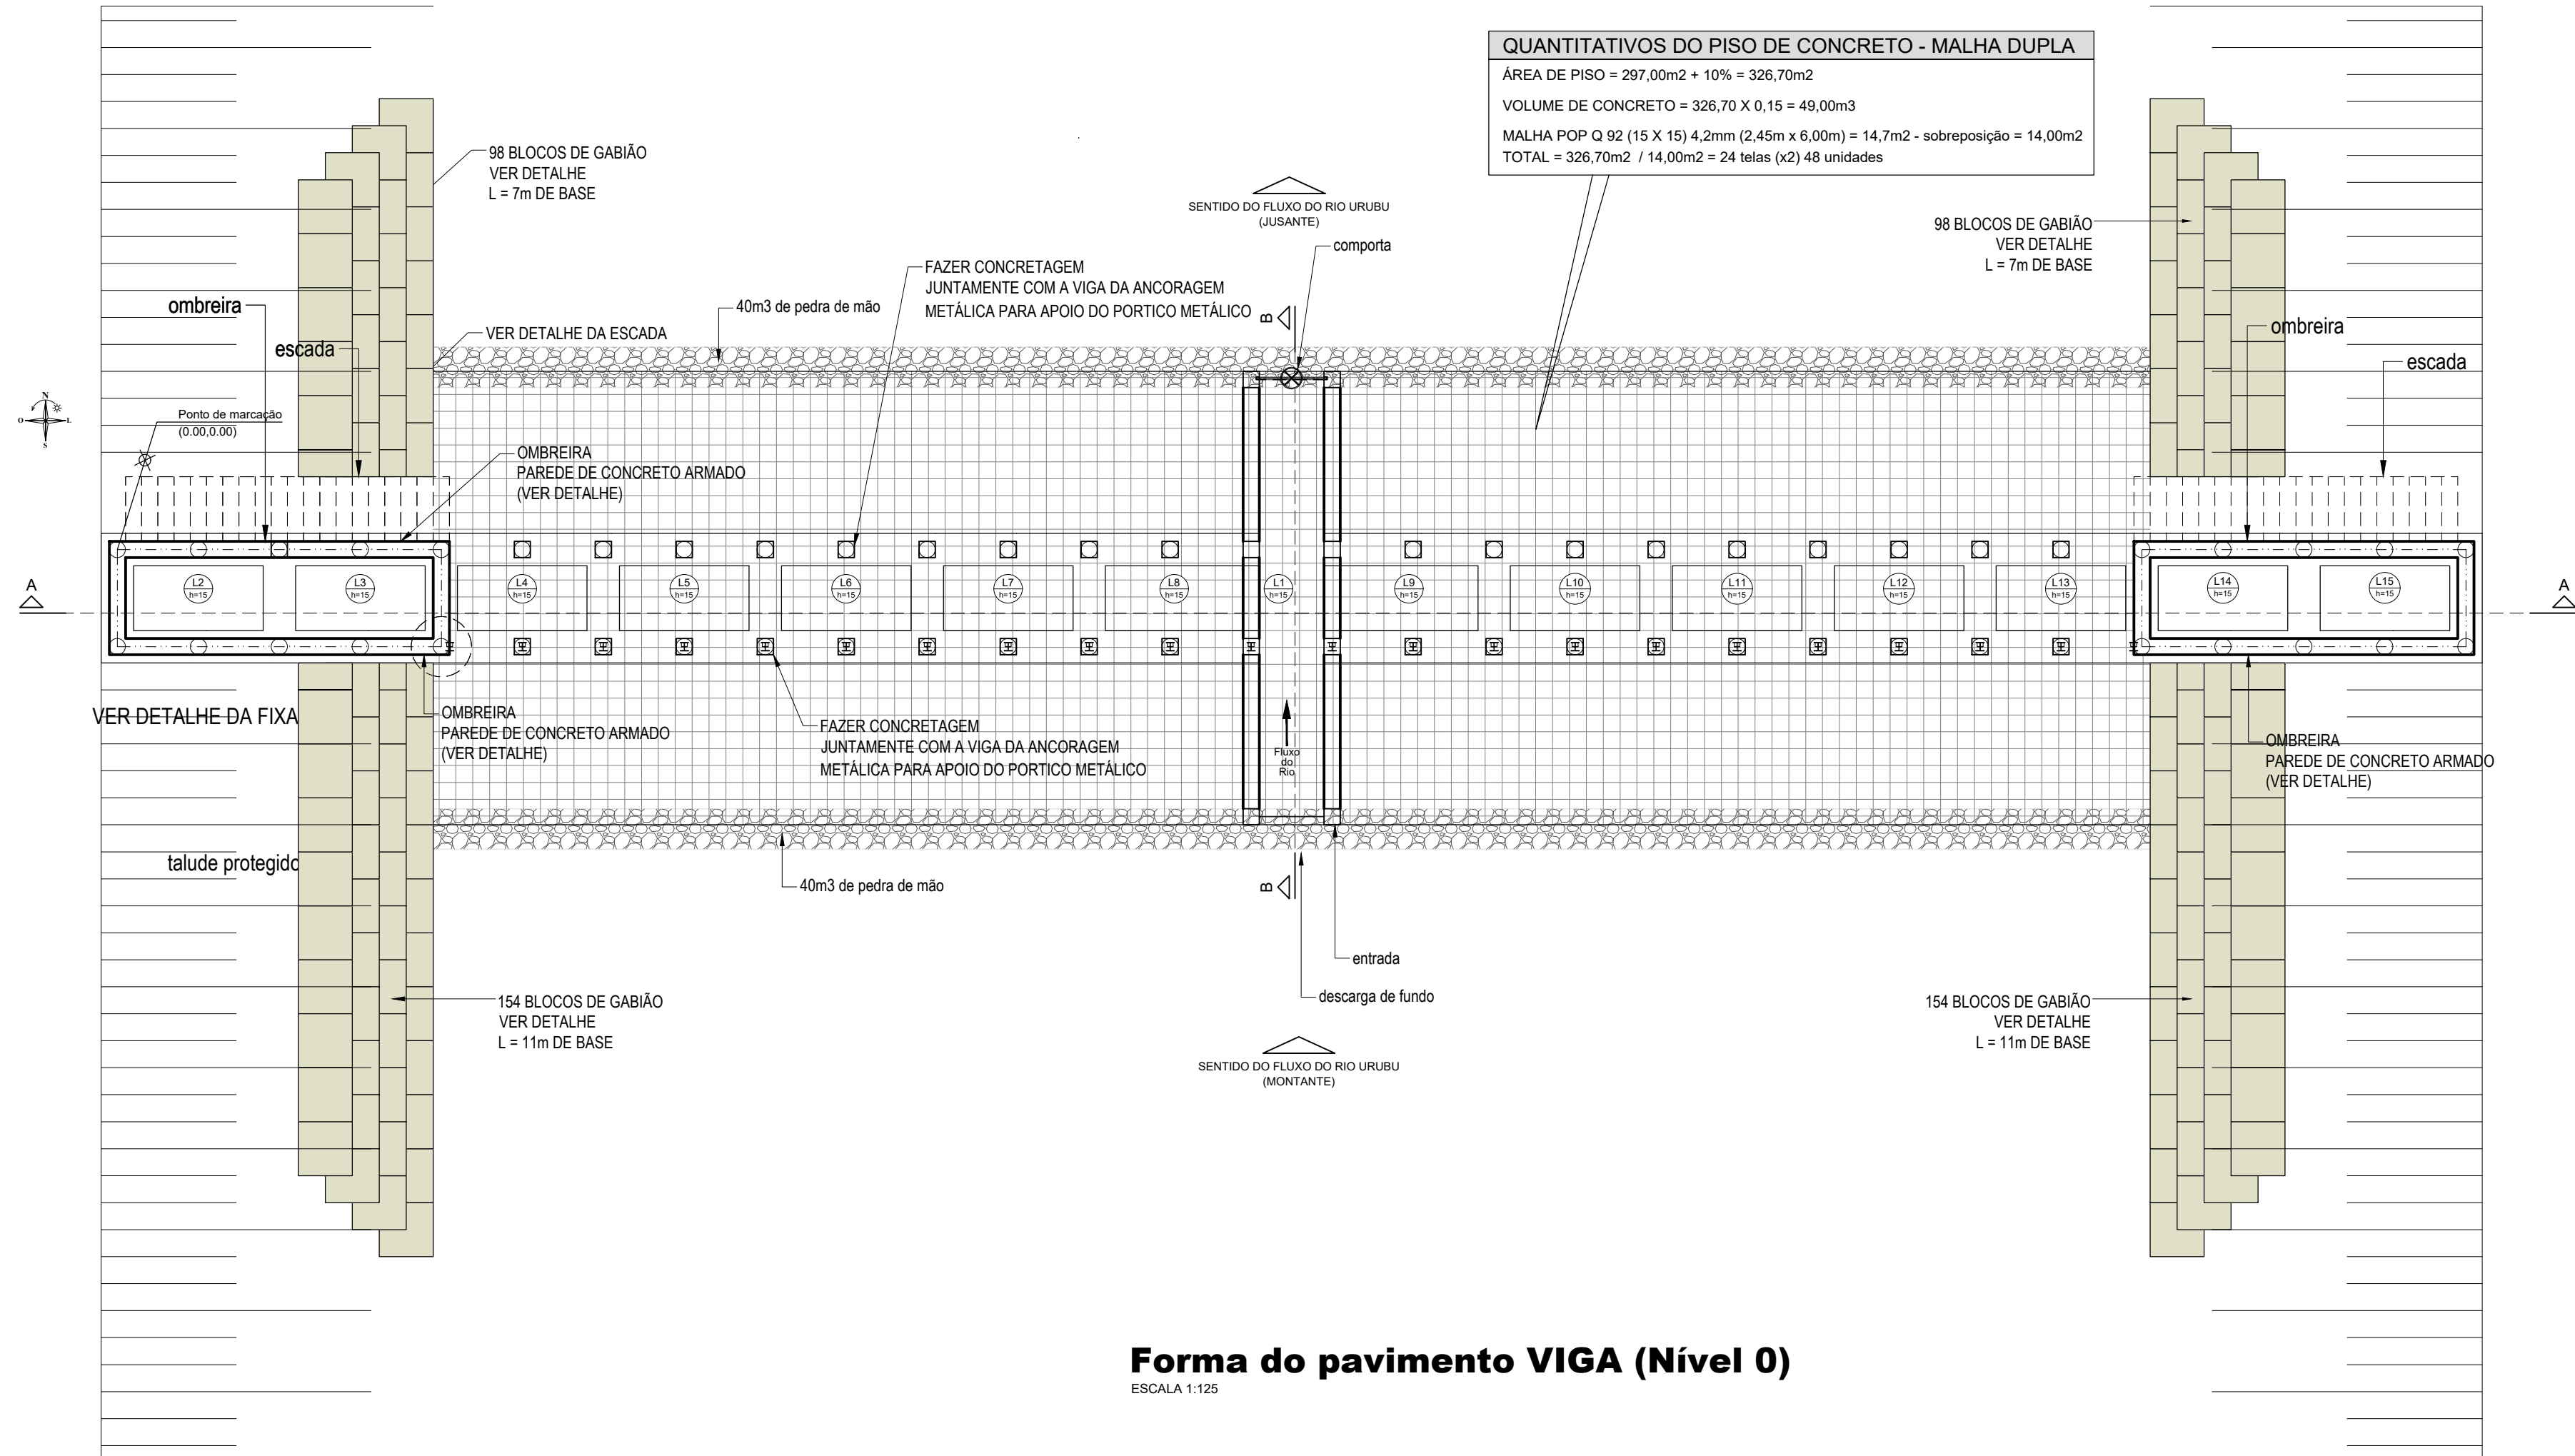 QUANTITATIVOS DO PISO DE CONCRETO - MALHA DUPLA
ÁREA DE PISO = 297,00m2 + 10% = 326,70m2
VOLUME DE CONCRETO = 326,70 X 0,15 = 49,00m3
MALHA POP Q 92 (15 X 15) 4,2mm (2,45m x 6,00m) = 14,7m2 - sobreposição = 14,00m2
TOTAL = 326,70m2 / 14,00m2 = 24 telas (x2) 48 unidades
98 BLOCOS DE GABIÃO
VER DETALHE
L = 7m DE BASE
SENTIDO DO FLUXO DO RIO URUBU
(JUSANTE)
98 BLOCOS DE GABIÃO
VER DETALHE
L = 7m DE BASE
comporta
FAZER CONCRETAGEM
JUNTAMENTE COM A VIGA DA ANCORAGEM
METÁLICA PARA APOIO DO PORTICO METÁLICO
40m3 de pedra de mão
B
ombreira
VER DETALHE DA ESCADA
escada
ombreira
escada
N
O
L
S
Ponto de marcação
(0.00,0.00)
OMBREIRA
PAREDE DE CONCRETO ARMADO
(VER DETALHE)
A
L2
h=15
L3
h=15
L4
h=15
L5
h=15
L6
h=15
L7
h=15
L8
h=15
L1
h=15
L9
h=15
L10
h=15
L11
h=15
L12
h=15
L13
h=15
L14
h=15
L15
h=15
A
VER DETALHE DA FIXA
OMBREIRA
PAREDE DE CONCRETO ARMADO
(VER DETALHE)
FAZER CONCRETAGEM
JUNTAMENTE COM A VIGA DA ANCORAGEM
METÁLICA PARA APOIO DO PORTICO METÁLICO
Fluxo
do
Rio
OMBREIRA
PAREDE DE CONCRETO ARMADO
(VER DETALHE)
talude protegido
40m3 de pedra de mão
B
entrada
descarga de fundo
154 BLOCOS DE GABIÃO
VER DETALHE
L = 11m DE BASE
154 BLOCOS DE GABIÃO
VER DETALHE
L = 11m DE BASE
SENTIDO DO FLUXO DO RIO URUBU
(MONTANTE)
Forma do pavimento VIGA (Nível 0)
ESCALA 1:125